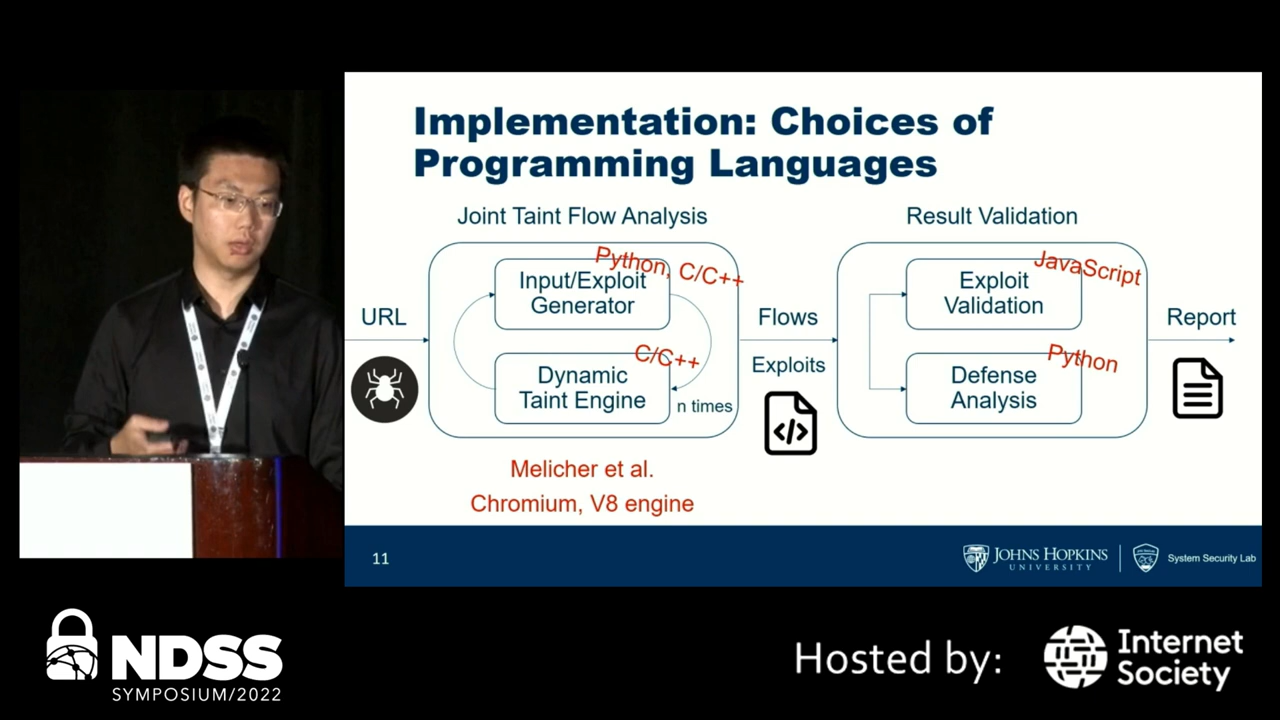 Implementation: Choices of
Programming Languages
Joint Taint Flow Analysis
Result Validation
Python, C/C++
Input/Exploit
Generator
C/C++
Dynamic
Taint Engine
n times
URL
Flows
Exploits
JavaScript
Exploit
Validation
Python
Defense
Analysis
Report
Melicher et al.
Chromium, V8 engine
11
JOHNS HOPKINS
UNIVERSITY
System Security Lab
NDSS
SYMPOSIUM/2022
Hosted by:
Internet
Society